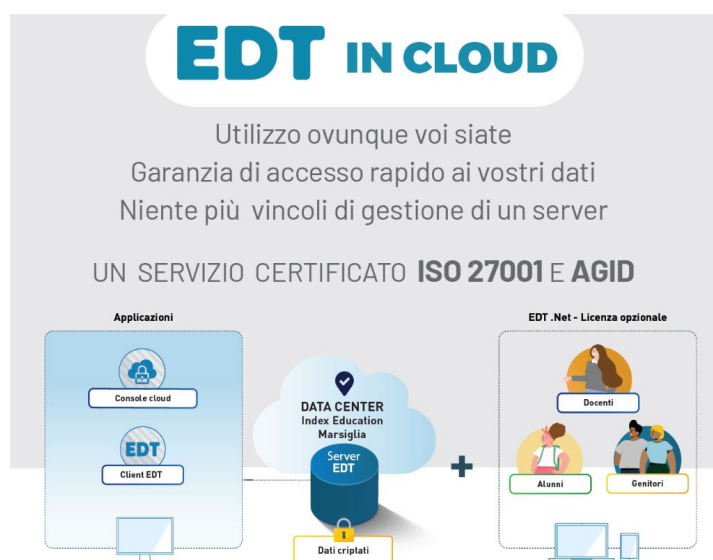 EDT IN CLOUD
Utilizzo ovunque voi siate
Garanzia di accesso rapido ai vostri dati
Niente più vincoli di gestione di un server
UN SERVIZIO CERTIFICATO ISO 27001 E AGID
Applicazioni
Console cloud
EDT
Client EDT
DATA CENTER
Index Education
Marsiglia
Server
EDT
Dati criptati
+
EDT .Net - Licenza opzionale
Docenti
Alunni
Genitori